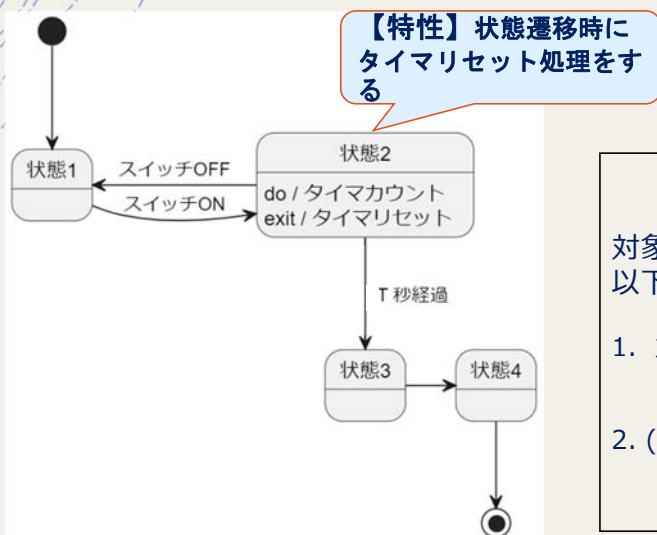 【特性】状態遷移時に
タイマリセット処理をす
る
状態1
スイッチOFF
スイッチON
状態2
do / タイマカウント
exit / タイマリセット
T 秒経過
状態3
状態4
対象
以下
1.
2. (